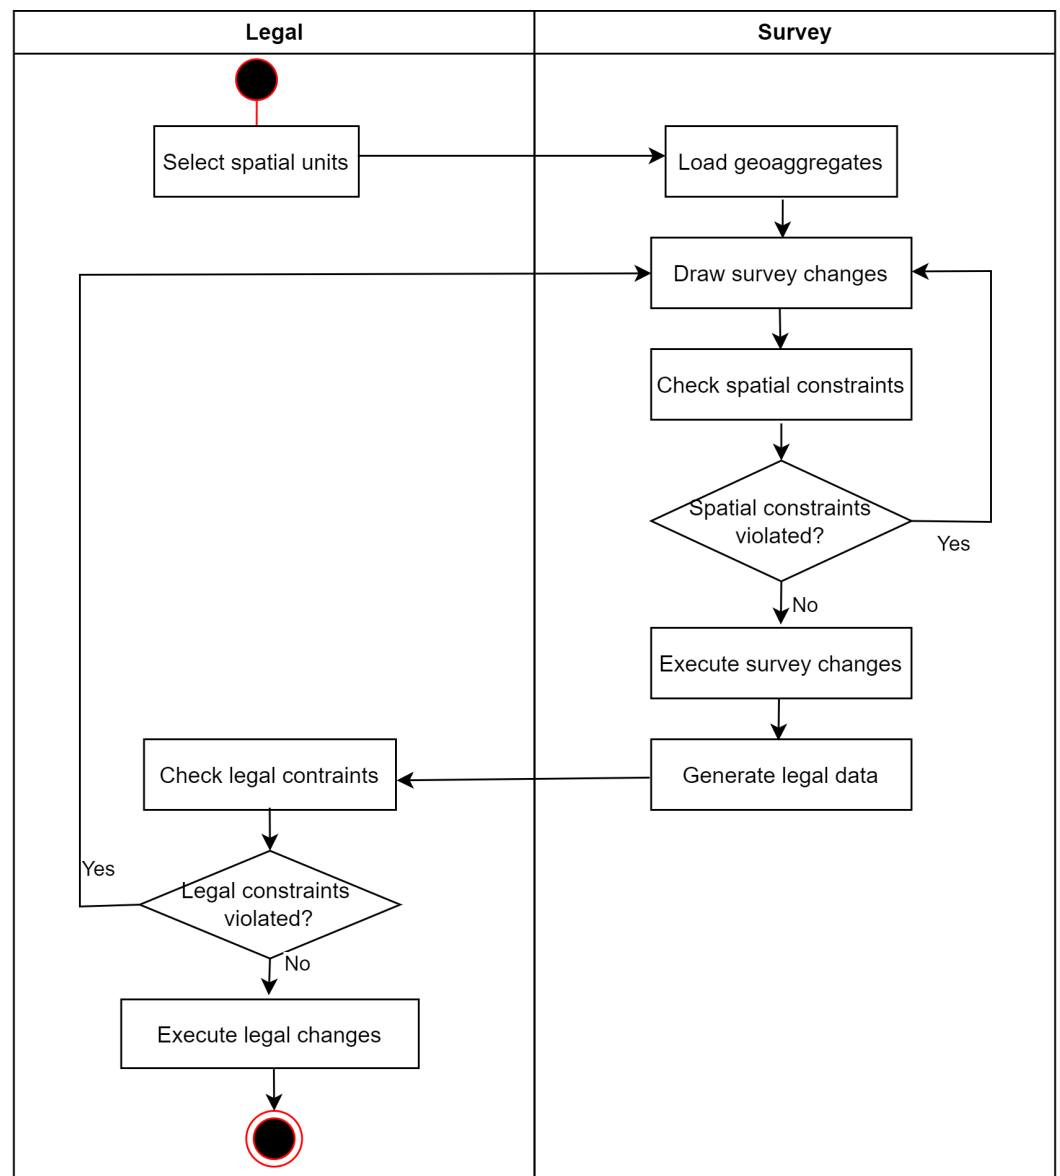 Legal
Survey
Select spatial units
Load geoaggregates
Draw survey changes
Check spatial constraints
Spatial constraints
violated?
Yes
No
Execute survey changes
Generate legal data
Check legal contraints
Legal constraints
violated?
Yes
No
Execute legal changes